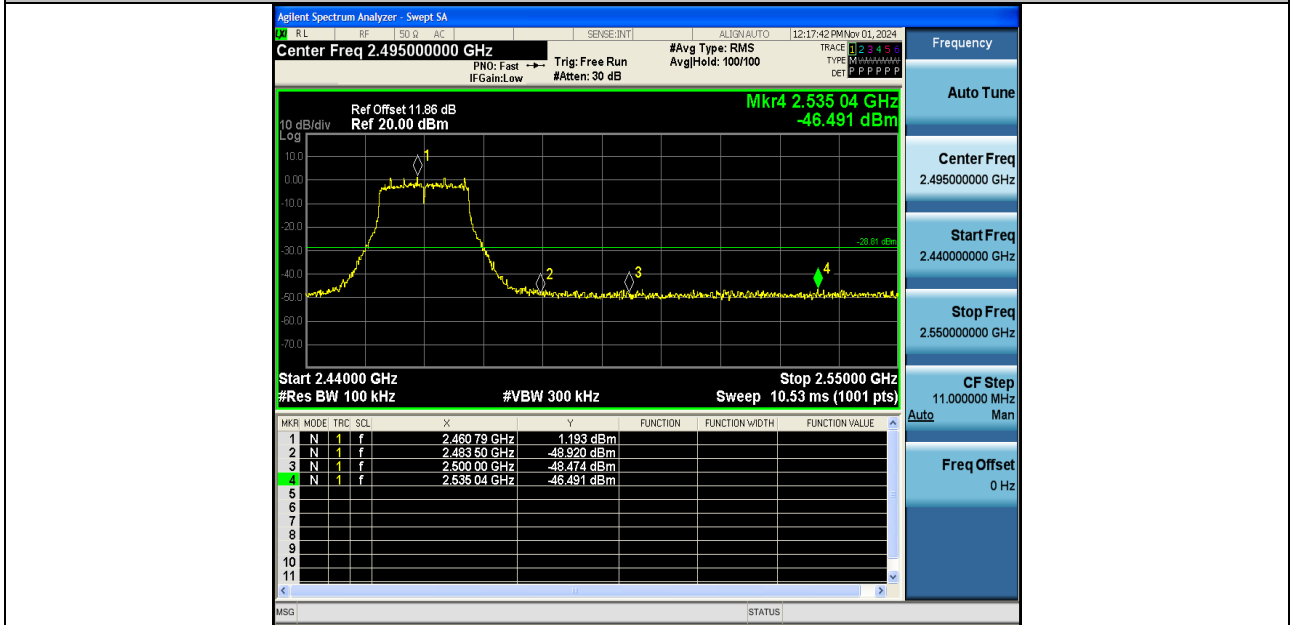 Agilent Spectrum Analyzer - Swept SA
LXI RL RF 50 Ω AC SENSE:INT ALIGN AUTO 12:17:42 PM Nov 01, 2024
Center Freq 2.495000000 GHz #Avg Type: RMS TRACE 1 2 3 4 5 6
PNO: Fast Trig: Free Run Avg|Hold: 100/100 TYPE M
IFGain:Low #Atten: 30 dB DET P P P P P P
Mkr4 2.535 04 GHz
-46.491 dBm
Ref Offset 11.86 dB
10 dB/div Ref 20.00 dBm
Log
10.0
0.00
-10.0
-20.0
-30.0
-40.0
-50.0
-60.0
-70.0
1
2
3
4
-28.81 dBm
Start 2.44000 GHz Stop 2.55000 GHz
#Res BW 100 kHz #VBW 300 kHz Sweep 10.53 ms (1001 pts)
MKR MODE TRC SCL X Y FUNCTION FUNCTION WIDTH FUNCTION VALUE
1 N 1 f 2.460 79 GHz 1.193 dBm
2 N 1 f 2.483 50 GHz -48.920 dBm
3 N 1 f 2.500 00 GHz -48.474 dBm
4 N 1 f 2.535 04 GHz -46.491 dBm
5
6
7
8
9
10
11
MSG STATUS
Frequency
Auto Tune
Center Freq
2.495000000 GHz
Start Freq
2.440000000 GHz
Stop Freq
2.550000000 GHz
CF Step
11.000000 MHz
Auto Man
Freq Offset
0 Hz